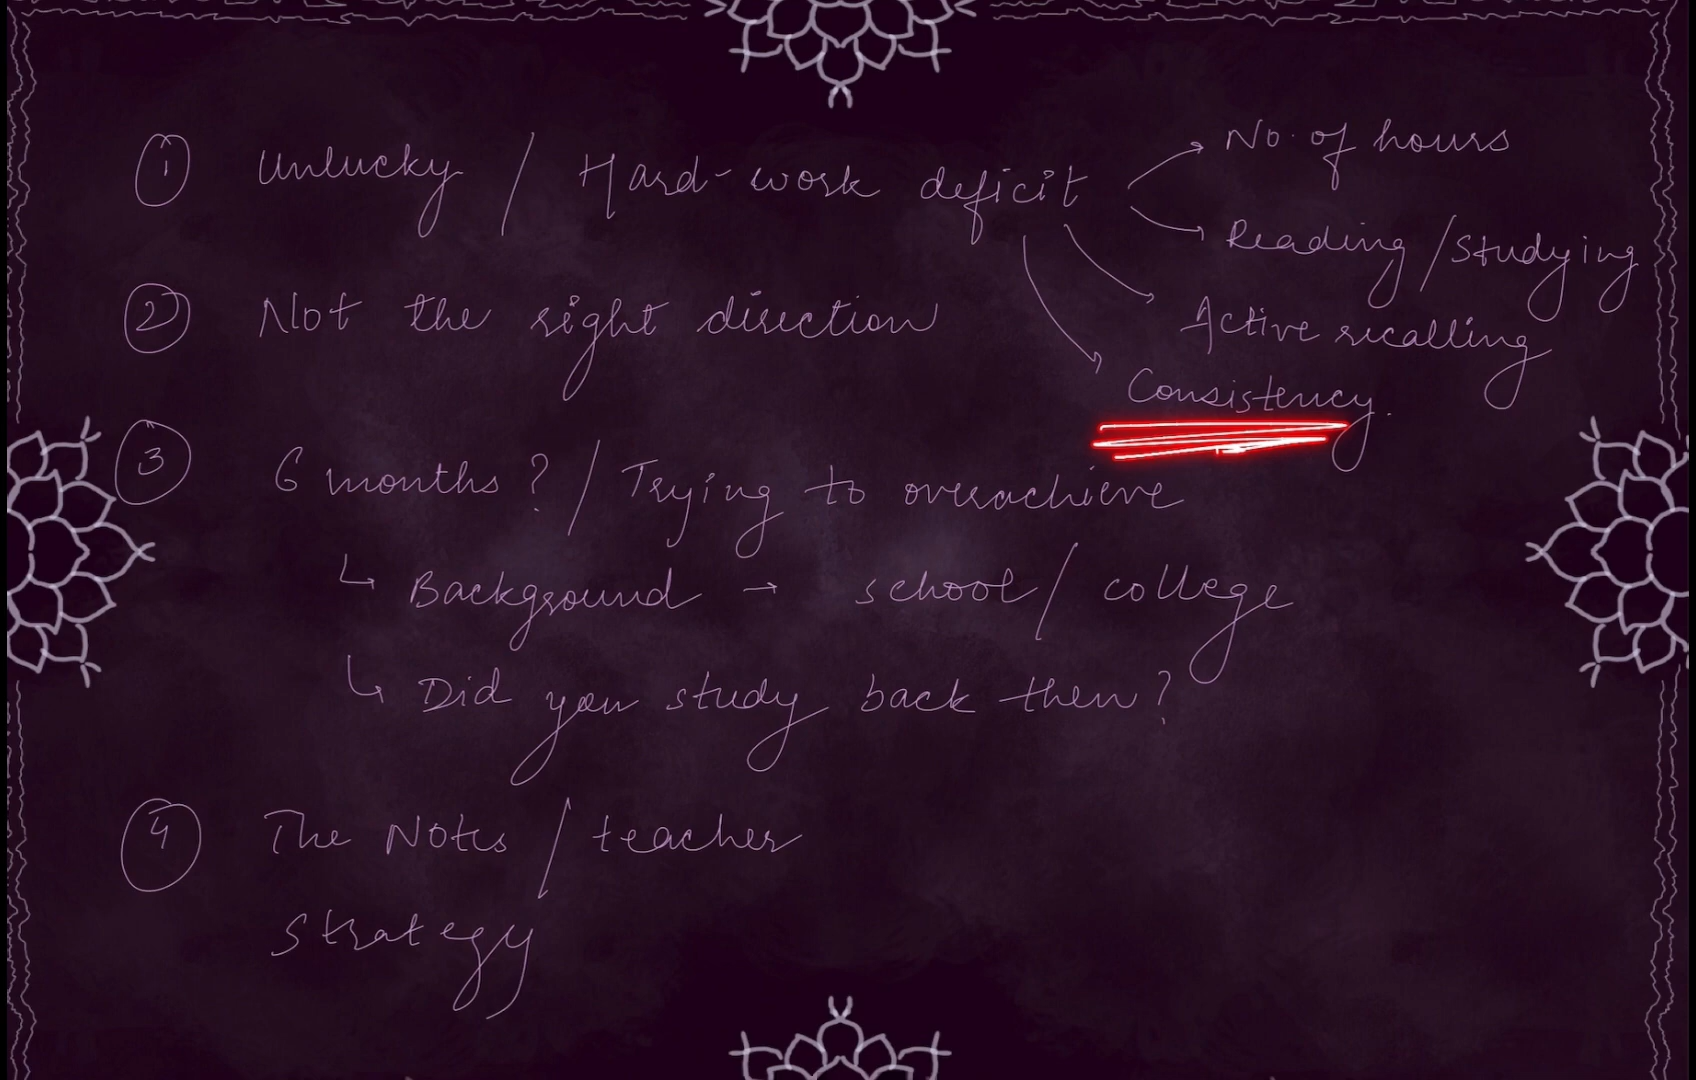 ① Unlucky / Hard-work deficit
→ No. of hours
→ Reading / Studying
→ Active recalling
→ Consistency.
② Not the right direction
③ 6 months? / Trying to overachieve
↳ Background → school / college
↳ Did you study back then?
④ The Notes / teacher
strategy